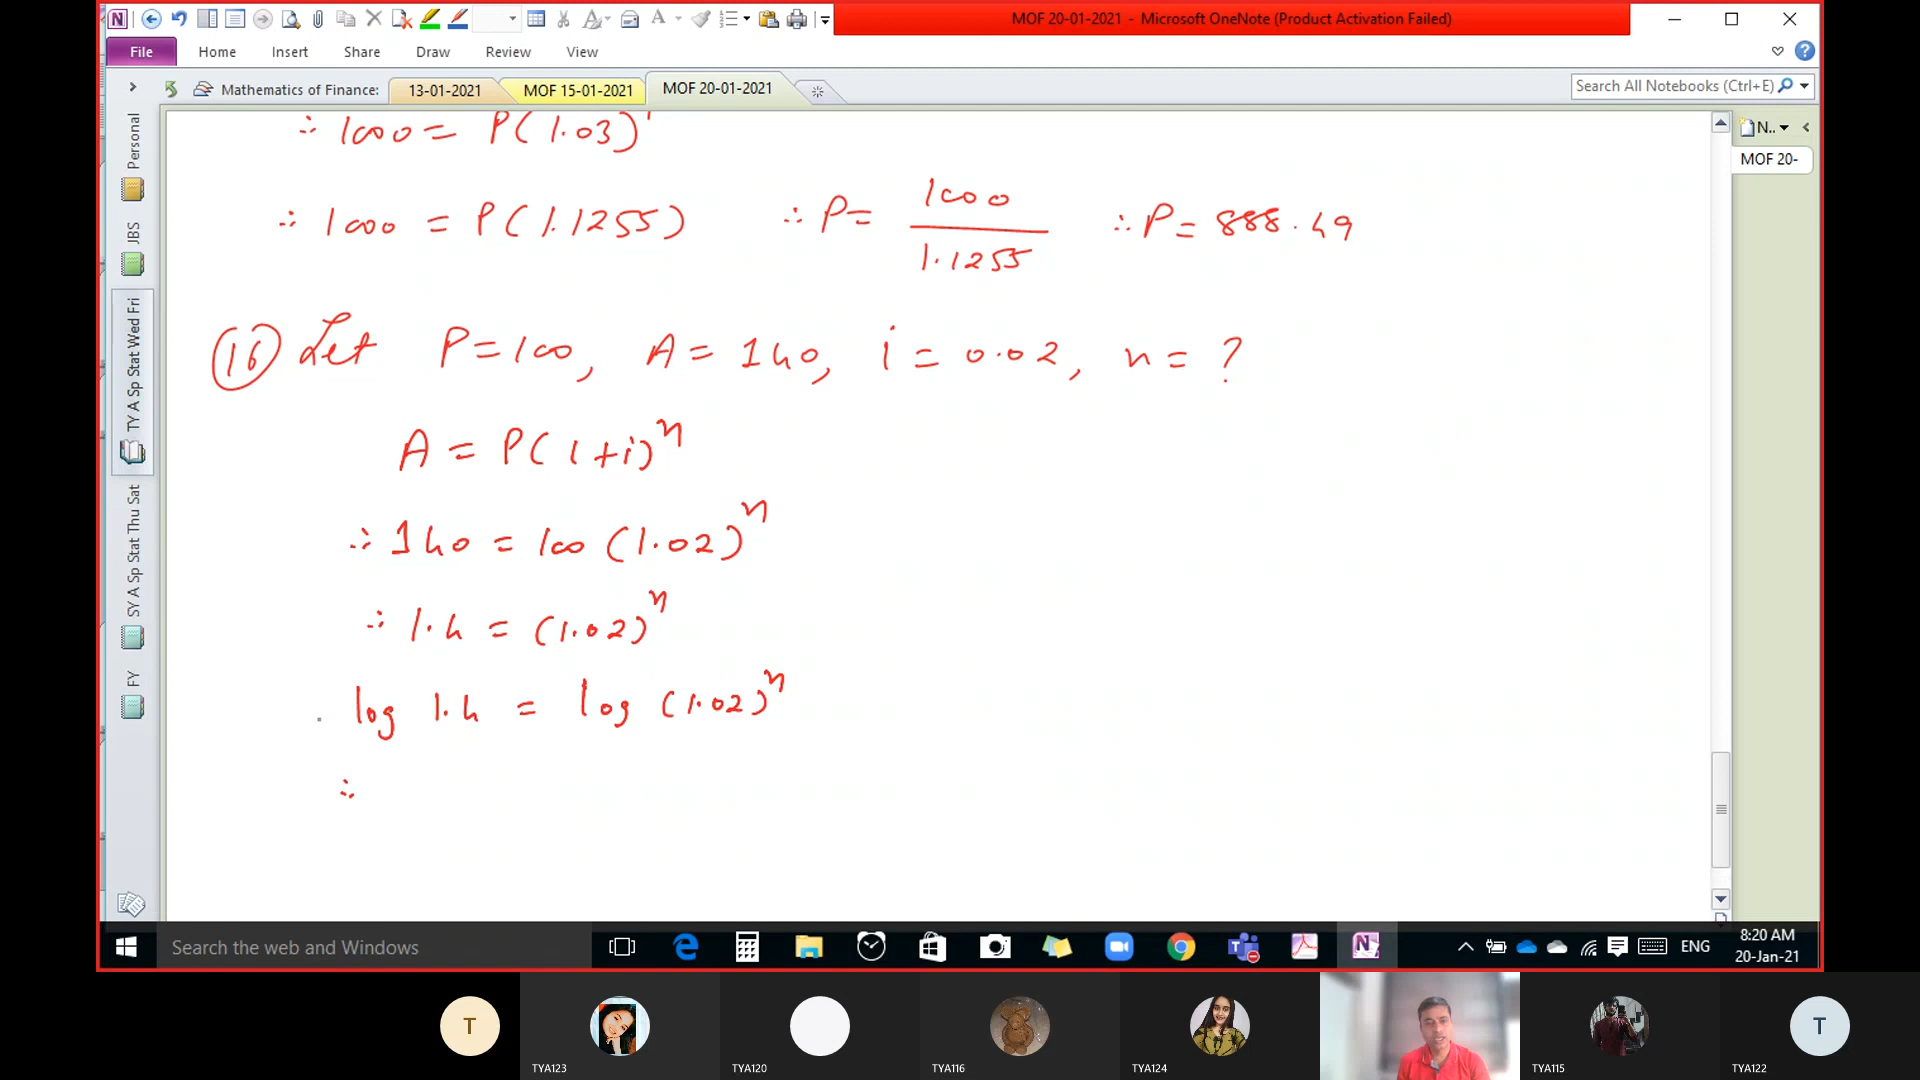 MOF 20-01-2021 - Microsoft OneNote (Product Activation Failed)
File Home Insert Share Draw Review View
Mathematics of Finance: 13-01-2021 MOF 15-01-2021 MOF 20-01-2021
Search All Notebooks (Ctrl+E)
N..
MOF 20-
Personal
JBS
TY A Sp Stat Wed Fri
SY A Sp Stat Thu Sat
FY
∴ 1000 = P(1.03)
∴ 1000 = P(1.1255) ∴ P = 1000/1.1255 ∴ P = 888.49
(16) Let P = 100, A = 140, i = 0.02, n = ?
A = P(1+i)^n
∴ 140 = 100 (1.02)^n
∴ 1.4 = (1.02)^n
log 1.4 = log (1.02)^n
∴
Search the web and Windows
ENG
8:20 AM
20-Jan-21
T
TYA123
TYA120
TYA116
TYA124
TYA115
T
TYA122